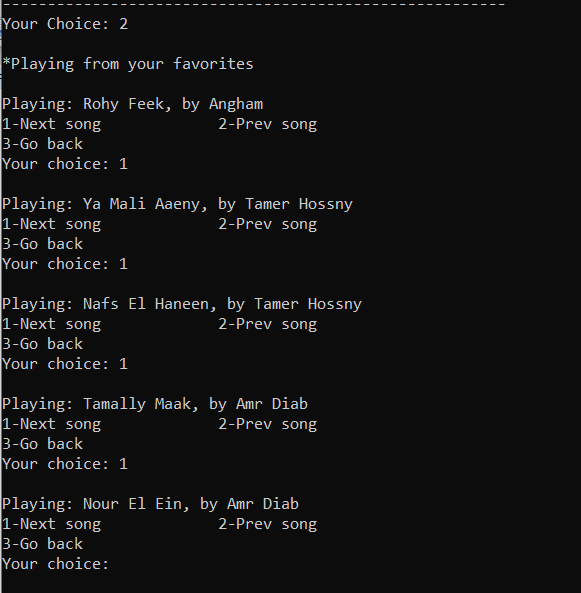 --------------------------------------------------------
Your Choice: 2
*Playing from your favorites
Playing: Rohy Feek, by Angham
1-Next song             2-Prev song
3-Go back
Your choice: 1
Playing: Ya Mali Aaeny, by Tamer Hossny
1-Next song             2-Prev song
3-Go back
Your choice: 1
Playing: Nafs El Haneen, by Tamer Hossny
1-Next song             2-Prev song
3-Go back
Your choice: 1
Playing: Tamally Maak, by Amr Diab
1-Next song             2-Prev song
3-Go back
Your choice: 1
Playing: Nour El Ein, by Amr Diab
1-Next song             2-Prev song
3-Go back
Your choice: